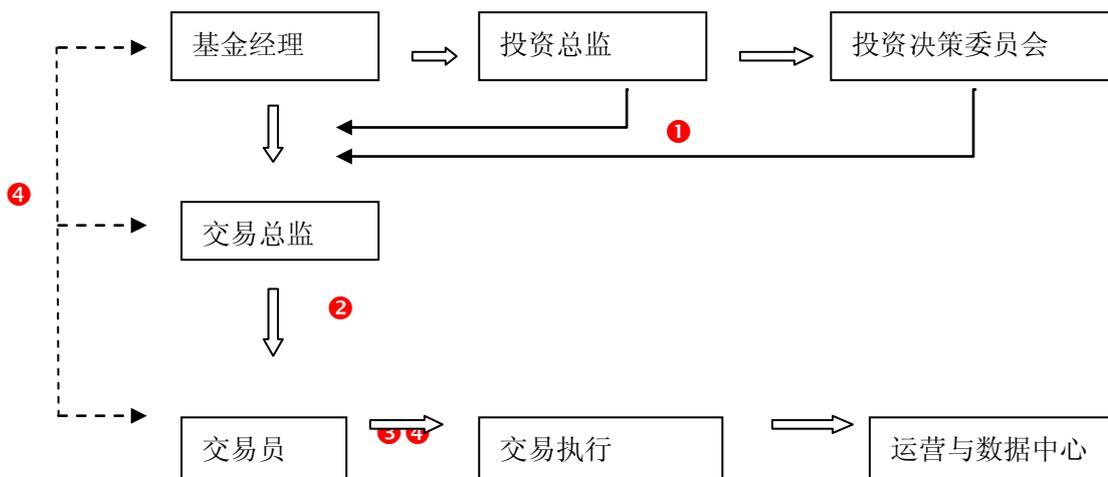 基金经理
投资总监
投资决策委员会
❶
❹
交易总监
❷
交易员
❸❹
交易执行
运营与数据中心